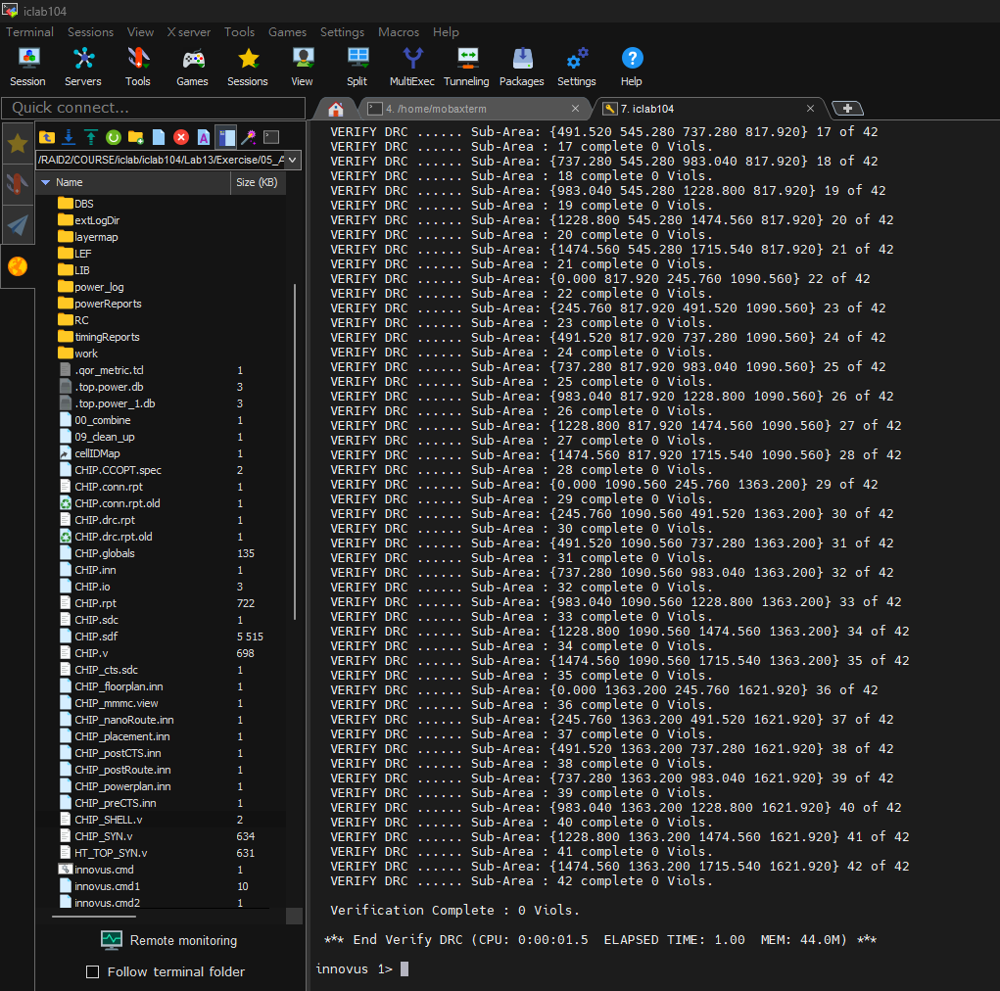 iclab104
Terminal Sessions View X server Tools Games Settings Macros Help
Session Servers Tools Games Sessions View Split MultiExec Tunneling Packages Settings Help
Quick connect...
4. /home/mobaxterm
7. iclab104
/RAID2/COURSE/iclab/iclab104/Lab13/Exercise/05_A
Name Size (KB)
DBS
extLogDir
layermap
LEF
LIB
power_log
powerReports
RC
timingReports
work
.qor_metric.tcl 1
.top.power.db 3
.top.power_1.db 3
00_combine 1
09_clean_up 1
cellIDMap 1
CHIP.CCOPT.spec 2
CHIP.conn.rpt 1
CHIP.conn.rpt.old 1
CHIP.drc.rpt 1
CHIP.drc.rpt.old 1
CHIP.globals 135
CHIP.inn 1
CHIP.io 3
CHIP.rpt 722
CHIP.sdc 1
CHIP.sdf 5 515
CHIP.v 698
CHIP_cts.sdc 1
CHIP_floorplan.inn 1
CHIP_mmmc.view 1
CHIP_nanoRoute.inn 1
CHIP_placement.inn 1
CHIP_postCTS.inn 1
CHIP_postRoute.inn 1
CHIP_powerplan.inn 1
CHIP_preCTS.inn 1
CHIP_SHELL.v 2
CHIP_SYN.v 634
HT_TOP_SYN.v 631
innovus.cmd 1
innovus.cmd1 10
innovus.cmd2 1
Remote monitoring
Follow terminal folder
VERIFY DRC ...... Sub-Area: {491.520 545.280 737.280 817.920} 17 of 42
VERIFY DRC ...... Sub-Area : 17 complete 0 Viols.
VERIFY DRC ...... Sub-Area: {737.280 545.280 983.040 817.920} 18 of 42
VERIFY DRC ...... Sub-Area : 18 complete 0 Viols.
VERIFY DRC ...... Sub-Area: {983.040 545.280 1228.800 817.920} 19 of 42
VERIFY DRC ...... Sub-Area : 19 complete 0 Viols.
VERIFY DRC ...... Sub-Area: {1228.800 545.280 1474.560 817.920} 20 of 42
VERIFY DRC ...... Sub-Area : 20 complete 0 Viols.
VERIFY DRC ...... Sub-Area: {1474.560 545.280 1715.540 817.920} 21 of 42
VERIFY DRC ...... Sub-Area : 21 complete 0 Viols.
VERIFY DRC ...... Sub-Area: {0.000 817.920 245.760 1090.560} 22 of 42
VERIFY DRC ...... Sub-Area : 22 complete 0 Viols.
VERIFY DRC ...... Sub-Area: {245.760 817.920 491.520 1090.560} 23 of 42
VERIFY DRC ...... Sub-Area : 23 complete 0 Viols.
VERIFY DRC ...... Sub-Area: {491.520 817.920 737.280 1090.560} 24 of 42
VERIFY DRC ...... Sub-Area : 24 complete 0 Viols.
VERIFY DRC ...... Sub-Area: {737.280 817.920 983.040 1090.560} 25 of 42
VERIFY DRC ...... Sub-Area : 25 complete 0 Viols.
VERIFY DRC ...... Sub-Area: {983.040 817.920 1228.800 1090.560} 26 of 42
VERIFY DRC ...... Sub-Area : 26 complete 0 Viols.
VERIFY DRC ...... Sub-Area: {1228.800 817.920 1474.560 1090.560} 27 of 42
VERIFY DRC ...... Sub-Area : 27 complete 0 Viols.
VERIFY DRC ...... Sub-Area: {1474.560 817.920 1715.540 1090.560} 28 of 42
VERIFY DRC ...... Sub-Area : 28 complete 0 Viols.
VERIFY DRC ...... Sub-Area: {0.000 1090.560 245.760 1363.200} 29 of 42
VERIFY DRC ...... Sub-Area : 29 complete 0 Viols.
VERIFY DRC ...... Sub-Area: {245.760 1090.560 491.520 1363.200} 30 of 42
VERIFY DRC ...... Sub-Area : 30 complete 0 Viols.
VERIFY DRC ...... Sub-Area: {491.520 1090.560 737.280 1363.200} 31 of 42
VERIFY DRC ...... Sub-Area : 31 complete 0 Viols.
VERIFY DRC ...... Sub-Area: {737.280 1090.560 983.040 1363.200} 32 of 42
VERIFY DRC ...... Sub-Area : 32 complete 0 Viols.
VERIFY DRC ...... Sub-Area: {983.040 1090.560 1228.800 1363.200} 33 of 42
VERIFY DRC ...... Sub-Area : 33 complete 0 Viols.
VERIFY DRC ...... Sub-Area: {1228.800 1090.560 1474.560 1363.200} 34 of 42
VERIFY DRC ...... Sub-Area : 34 complete 0 Viols.
VERIFY DRC ...... Sub-Area: {1474.560 1090.560 1715.540 1363.200} 35 of 42
VERIFY DRC ...... Sub-Area : 35 complete 0 Viols.
VERIFY DRC ...... Sub-Area: {0.000 1363.200 245.760 1621.920} 36 of 42
VERIFY DRC ...... Sub-Area : 36 complete 0 Viols.
VERIFY DRC ...... Sub-Area: {245.760 1363.200 491.520 1621.920} 37 of 42
VERIFY DRC ...... Sub-Area : 37 complete 0 Viols.
VERIFY DRC ...... Sub-Area: {491.520 1363.200 737.280 1621.920} 38 of 42
VERIFY DRC ...... Sub-Area : 38 complete 0 Viols.
VERIFY DRC ...... Sub-Area: {737.280 1363.200 983.040 1621.920} 39 of 42
VERIFY DRC ...... Sub-Area : 39 complete 0 Viols.
VERIFY DRC ...... Sub-Area: {983.040 1363.200 1228.800 1621.920} 40 of 42
VERIFY DRC ...... Sub-Area : 40 complete 0 Viols.
VERIFY DRC ...... Sub-Area: {1228.800 1363.200 1474.560 1621.920} 41 of 42
VERIFY DRC ...... Sub-Area : 41 complete 0 Viols.
VERIFY DRC ...... Sub-Area: {1474.560 1363.200 1715.540 1621.920} 42 of 42
VERIFY DRC ...... Sub-Area : 42 complete 0 Viols.
Verification Complete : 0 Viols.
*** End Verify DRC (CPU: 0:00:01.5 ELAPSED TIME: 1.00 MEM: 44.0M) ***
innovus 1>